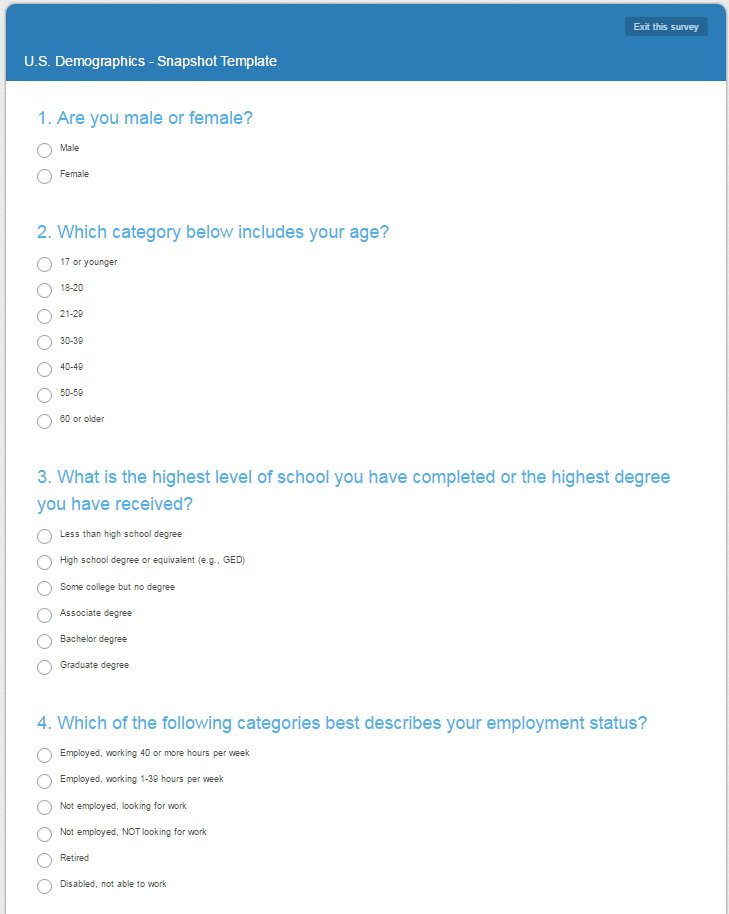 Exit this survey
U.S. Demographics - Snapshot Template
1. Are you male or female?
Male
Female
2. Which category below includes your age?
17 or younger
18-20
21-29
30-39
40-49
50-59
60 or older
3. What is the highest level of school you have completed or the highest degree
you have received?
Less than high school degree
High school degree or equivalent (e.g., GED)
Some college but no degree
Associate degree
Bachelor degree
Graduate degree
4. Which of the following categories best describes your employment status?
Employed, working 40 or more hours per week
Employed, working 1-39 hours per week
Not employed, looking for work
Not employed, NOT looking for work
Retired
Disabled, not able to work